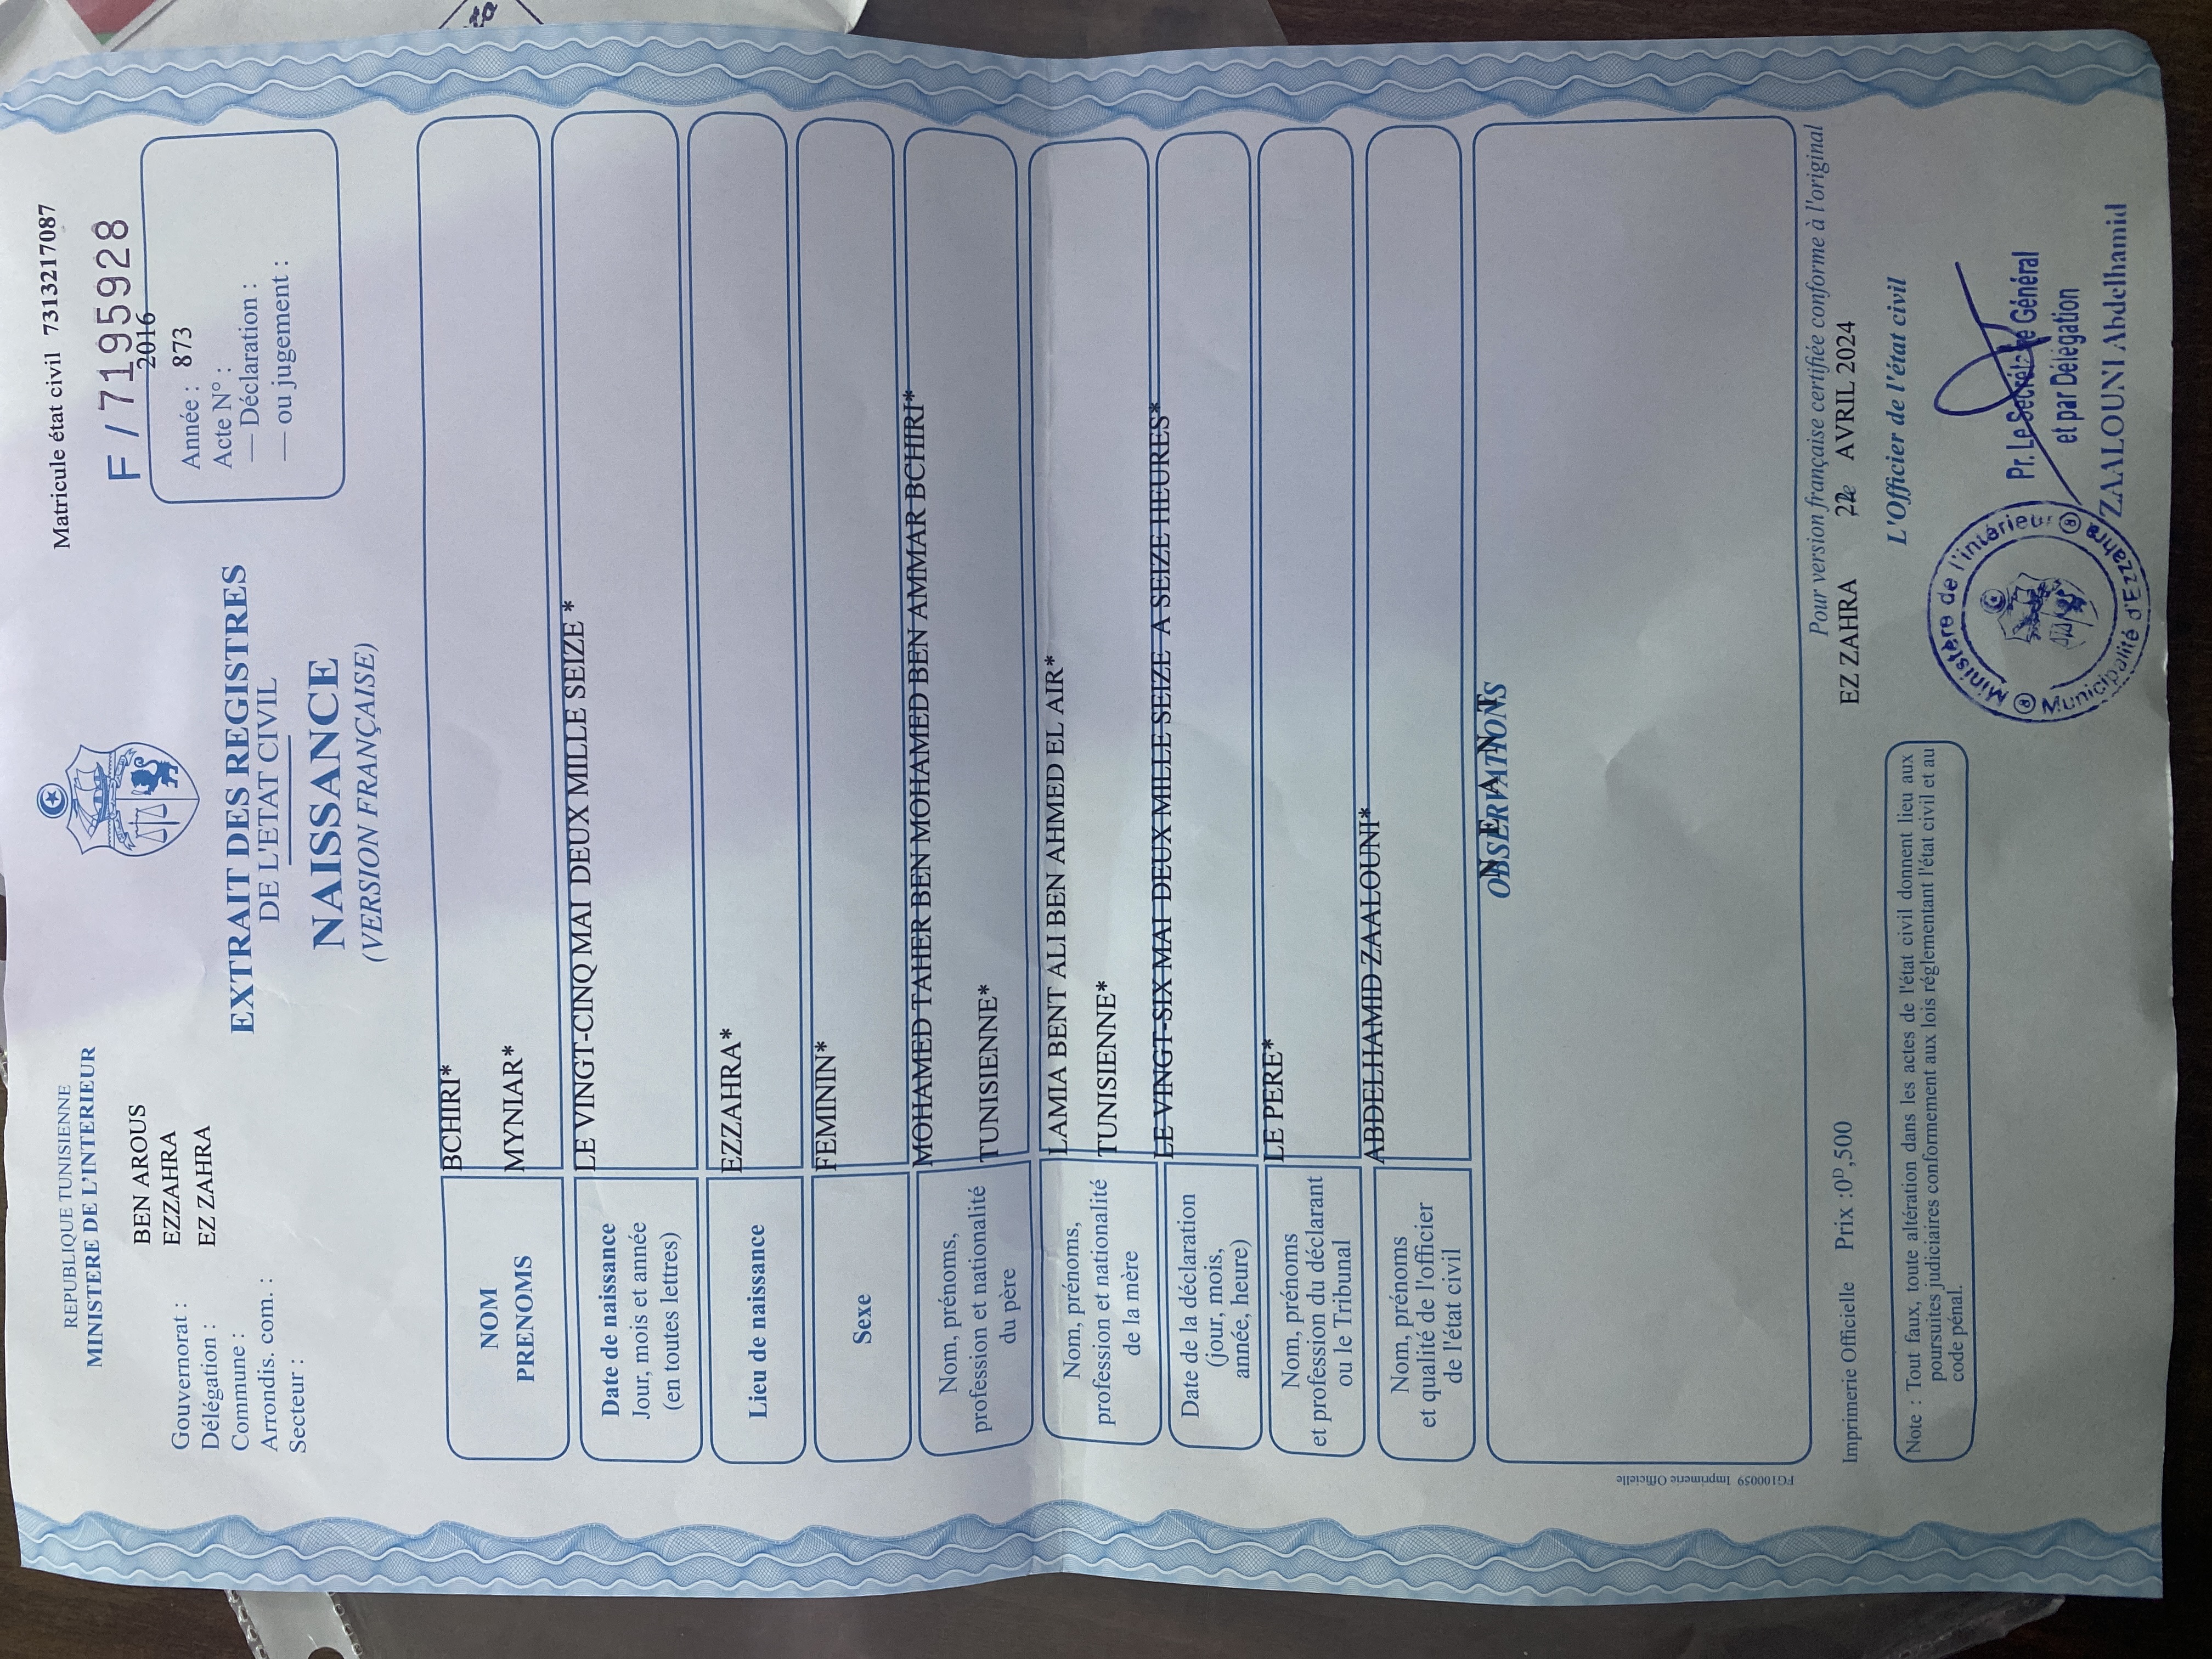 REPUBLIQUE TUNISIENNE
MINISTERE DE L'INTERIEUR
Matricule état civil 7313217087
F / 7195928
Gouvernorat : BEN AROUS
Délégation : EZZAHRA
Commune : EZ ZAHRA
Arrondis. com. :
Secteur :
2016
Année : 873
Acte N° :
— Déclaration :
— ou jugement :
EXTRAIT DES REGISTRES
DE L'ETAT CIVIL
NAISSANCE
(VERSION FRANÇAISE)
NOM BCHIRI*
PRENOMS MYNIAR*
Date de naissance
Jour, mois et année
(en toutes lettres)
LE VINGT-CINQ MAI DEUX MILLE SEIZE *
Lieu de naissance
EZZAHRA*
Sexe
FEMININ*
Nom, prénoms,
profession et nationalité
du père
MOHAMED TAHER BEN MOHAMED BEN MOHAMED BEN AMMAR BCHIRI*
TUNISIENNE*
Nom, prénoms,
profession et nationalité
de la mère
LAMIA BENT ALI BEN AHMED EL AIR*
TUNISIENNE*
Date de la déclaration
(jour, mois,
année, heure)
LE VINGT-SIX MAI DEUX MILLE SEIZE A SEIZE HEURES*
Nom, prénoms
et profession du déclarant
ou le Tribunal
LE PERE*
Nom, prénoms
et qualité de l'officier
de l'état civil
ABDELHAMID ZAALOUNI*
OBSERVATIONS
N E A N T
FG100059 Imprimerie Officielle
Imprimerie Officielle Prix :0D,500
Pour version française certifiée conforme à l'original
EZ ZAHRA 22 AVRIL 2024
L'Officier de l'état civil
Note : Tout faux, toute altération dans les actes de l'état civil donnent lieu aux
poursuites judiciaires conformement aux lois réglementant l'état civil et au
code pénal.
Ministère de l'intérieur
Municipalité d'Ezzahra
Pr. Le Secrétaire Général
et par Délégation
ZAALOUNI Abdelhamid